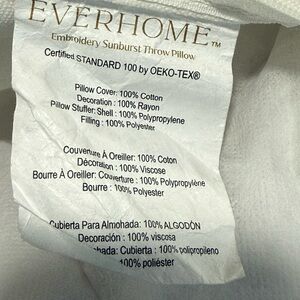 EVERHOME™
Embroidery Sunburst Throw Pillow
Certified STANDARD 100 by OEKO-TEX®
Pillow Cover: 100% Cotton
Decoration : 100% Rayon
Pillow Stuffer: Shell : 100% Polypropylene
Filling : 100% Polyester
Couverture À Oreiller: 100% Coton
Décoration : 100% Viscose
Bourre À Oreiller: Couverture : 100% Polypropylène
Bourre : 100% Polyester
Cubierta Para Almohada: 100% ALGODÓN
Decoración : 100% viscosa
ohada: Cubierta : 100% polipropileno
100% poliéster